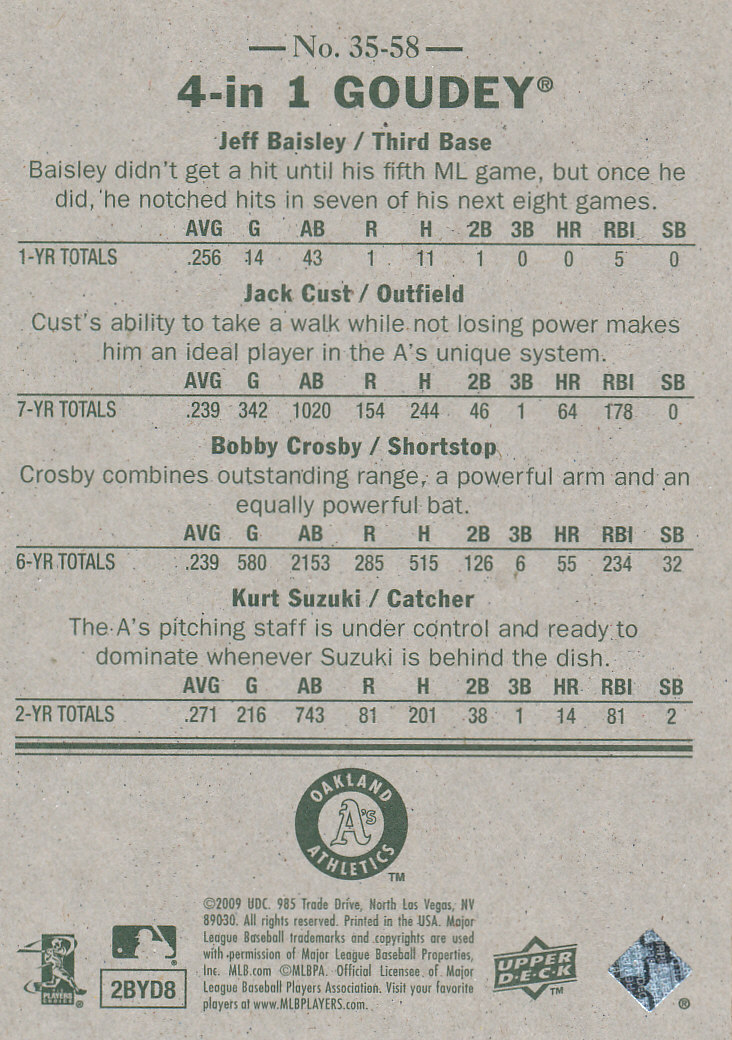 No. 35-58
4-in 1 GOUDEY®
Jeff Baisley / Third Base
Baisley didn't get a hit until his fifth ML game, but once he
did, he notched hits in seven of his next eight games.
AVG G AB R H 2B 3B HR RBI SB
1-YR TOTALS .256 14 43 1 11 1 0 0 5 0
Jack Cust / Outfield
Cust's ability to take a walk while not losing power makes
him an ideal player in the A's unique system.
AVG G AB R H 2B 3B HR RBI SB
7-YR TOTALS .239 342 1020 154 244 46 1 64 178 0
Bobby Crosby / Shortstop
Crosby combines outstanding range, a powerful arm and an
equally powerful bat.
AVG G AB R H 2B 3B HR RBI SB
6-YR TOTALS .239 580 2153 285 515 126 6 55 234 32
Kurt Suzuki / Catcher
The A's pitching staff is under control and ready to
dominate whenever Suzuki is behind the dish.
AVG G AB R H 2B 3B HR RBI SB
2-YR TOTALS .271 216 743 81 201 38 1 14 81 2
OAKLAND
A's
ATHLETICS
TM
©2009 UDC. 985 Trade Drive, North Las Vegas, NV
89030. All rights reserved. Printed in the USA. Major
League Baseball trademarks and copyrights are used
with permission of Major League Baseball Properties,
Inc. MLB.com ©MLBPA. Official Licensee of Major
League Baseball Players Association. Visit your favorite
players at www.MLBPLAYERS.com.
PLAYERS
CHOICE
2BYD8
UPPER
D·E·C·K
TM
®